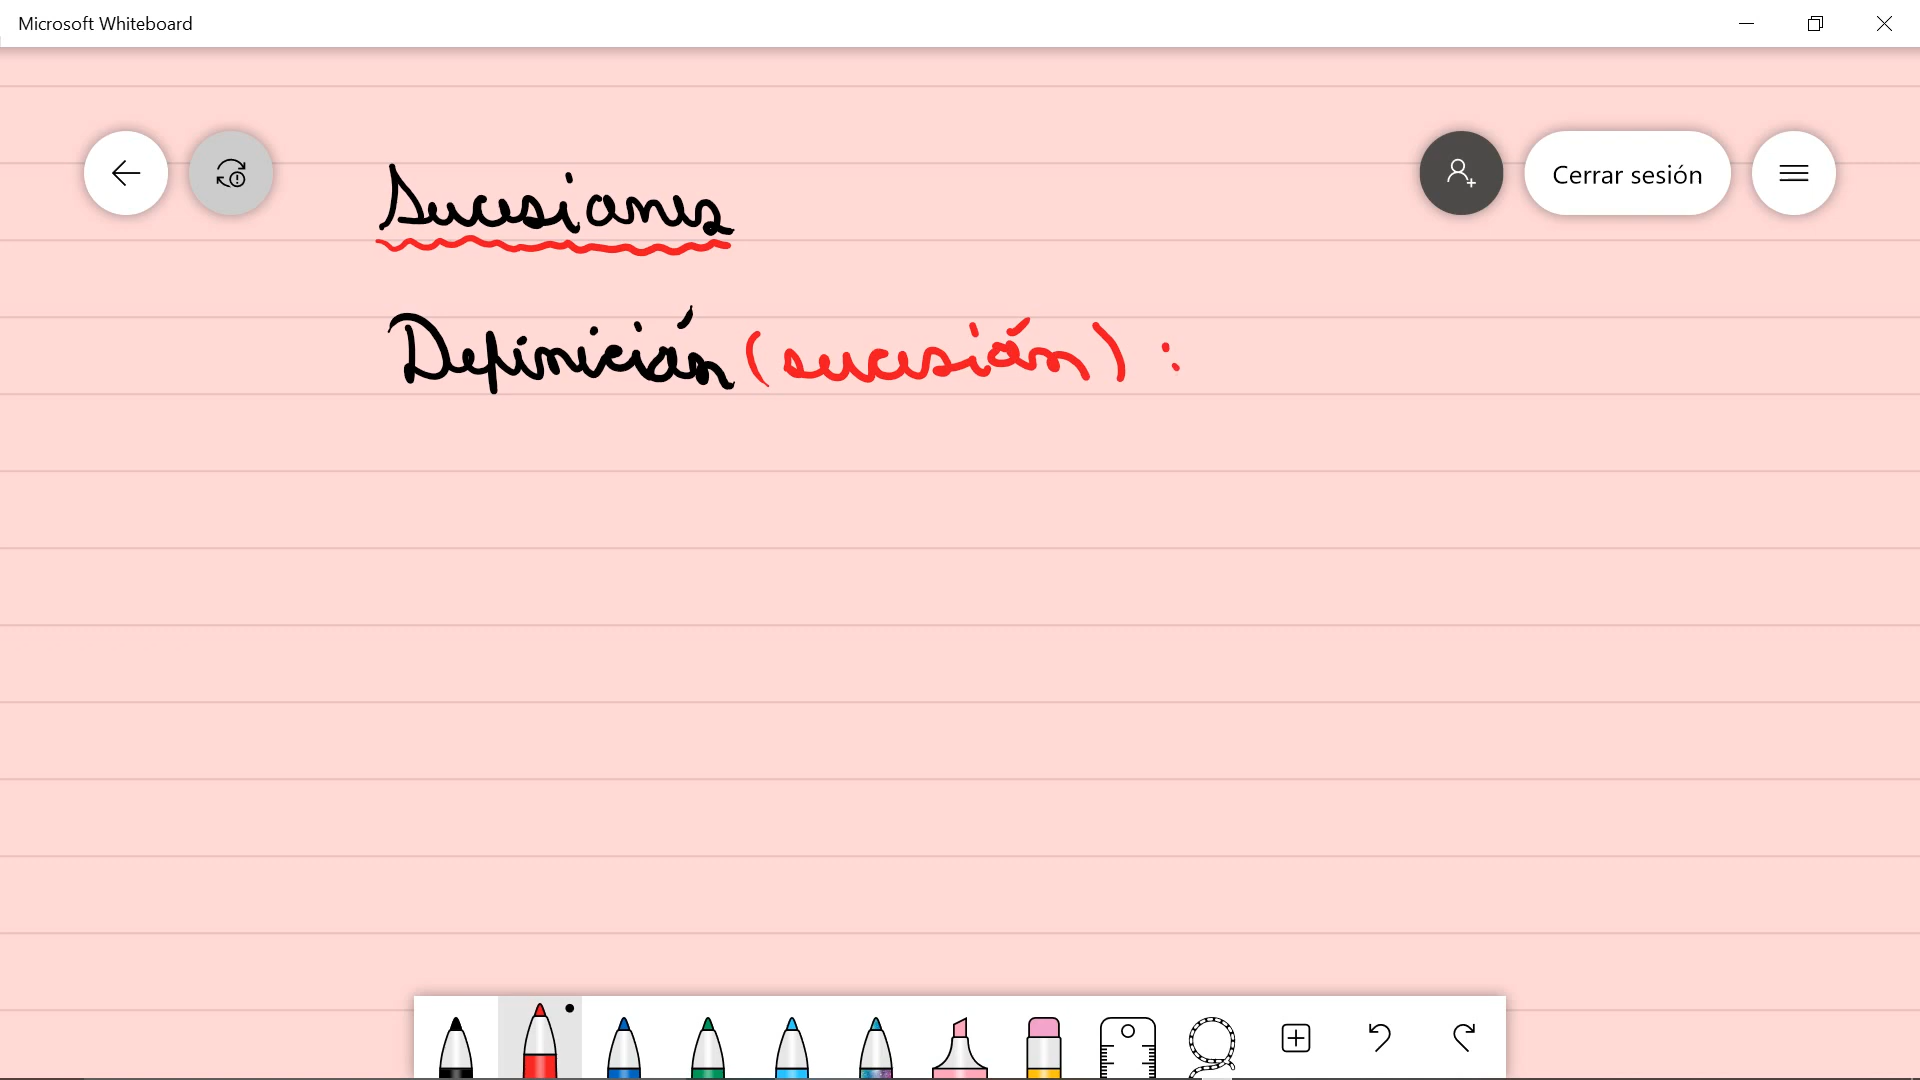 Microsoft Whiteboard
Cerrar sesión
Sucesiones
Definición (sucesión) :